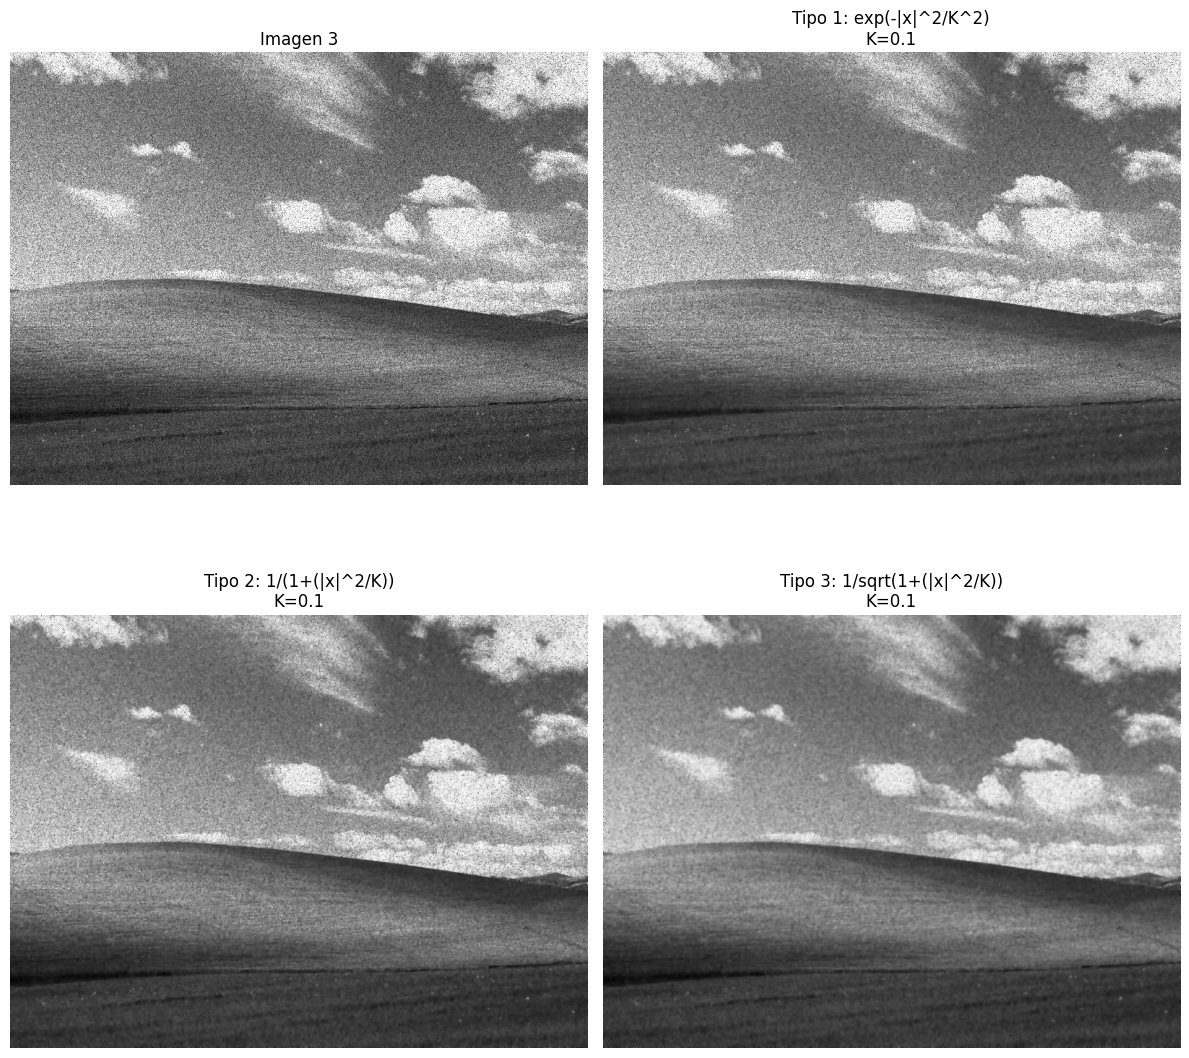 Imagen 3
Tipo 1: exp(-|x|^2/K^2)
K=0.1
Tipo 2: 1/(1+(|x|^2/K))
K=0.1
Tipo 3: 1/sqrt(1+(|x|^2/K))
K=0.1